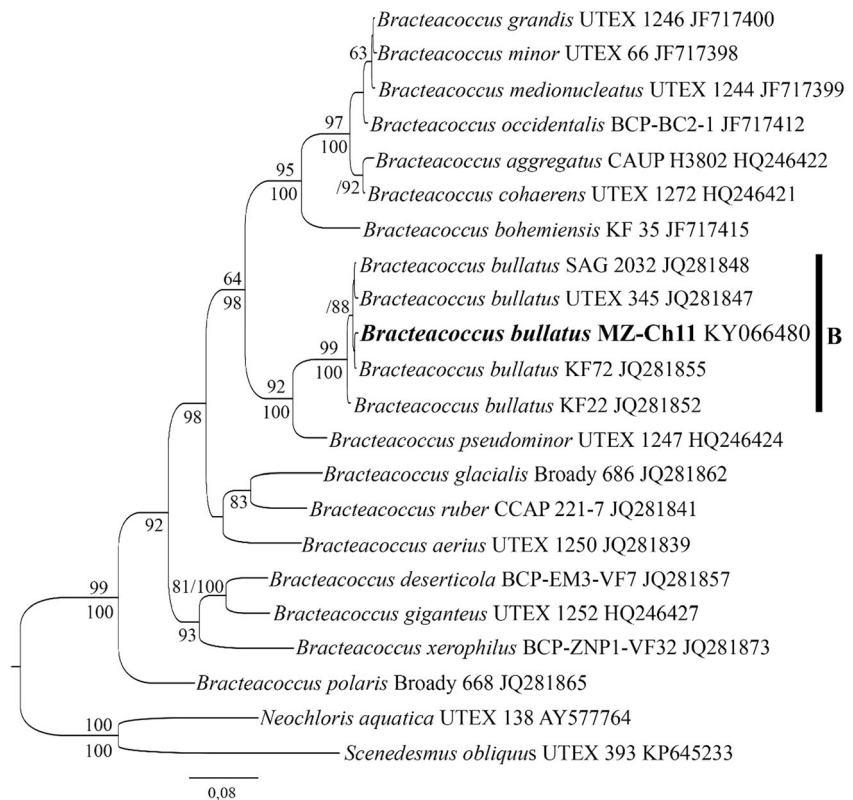 Bracteacoccus grandis UTEX 1246 JF717400
63
Bracteacoccus minor UTEX 66 JF717398
Bracteacoccus medionucleatus UTEX 1244 JF717399
97
Bracteacoccus occidentalis BCP-BC2-1 JF717412
100
95
Bracteacoccus aggregatus CAUP H3802 HQ246422
100
/92
Bracteacoccus cohaerens UTEX 1272 HQ246421
Bracteacoccus bohemiensis KF 35 JF717415
64
Bracteacoccus bullatus SAG 2032 JQ281848
98
/88
Bracteacoccus bullatus UTEX 345 JQ281847
Bracteacoccus bullatus MZ-Ch11 KY066480
B
99
100
Bracteacoccus bullatus KF72 JQ281855
92
100
Bracteacoccus bullatus KF22 JQ281852
98
Bracteacoccus pseudominor UTEX 1247 HQ246424
Bracteacoccus glacialis Broady 686 JQ281862
83
Bracteacoccus ruber CCAP 221-7 JQ281841
92
Bracteacoccus aerius UTEX 1250 JQ281839
81/100
Bracteacoccus deserticola BCP-EM3-VF7 JQ281857
99
100
Bracteacoccus giganteus UTEX 1252 HQ246427
93
Bracteacoccus xerophilus BCP-ZNP1-VF32 JQ281873
Bracteacoccus polaris Broady 668 JQ281865
100
Neochloris aquatica UTEX 138 AY577764
100
Scenedesmus obliquus UTEX 393 KP645233
0,08